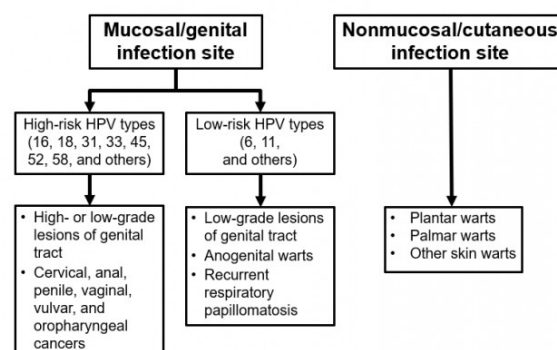 Mucosal/genital
infection site
Nonmucosal/cutaneous
infection site
High-risk HPV types
(16, 18, 31, 33, 45,
52, 58, and others)
Low-risk HPV types
(6, 11,
and others)
• High- or low-grade
lesions of genital
tract
• Cervical, anal,
penile, vaginal,
vulvar, and
oropharyngeal
cancers
• Low-grade lesions
of genital tract
• Anogenital warts
• Recurrent
respiratory
papillomatosis
• Plantar warts
• Palmar warts
• Other skin warts